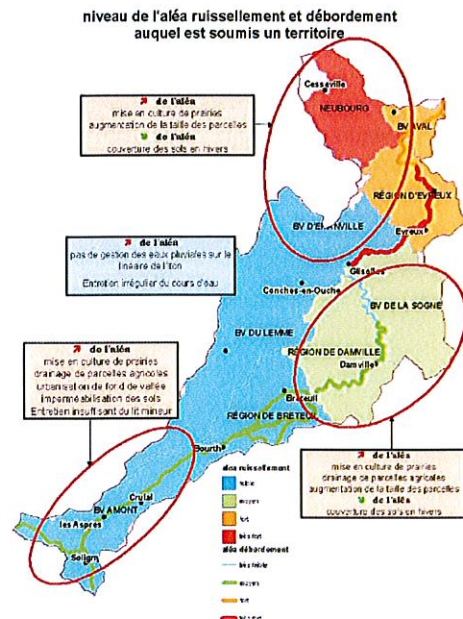 niveau de l'aléa ruissellement et débordement
auquel est soumis un territoire
de l'aléa
mise en culture de prairies
augmentation de la taille des parcelles
de l'aléa
couverture des sols en hivers
Cesseville
NEUBOURG
BV AVAL
RÉGION D'EVREUX
Evreux
BV D'EMANVILLE
Glisolles
Conches-en-Ouche
de l'aléa
pas de gestion des eaux pluviales sur le
linéaire de l'Iton
Entretien irrégulier du cours d'eau
BV DE LA SOGNE
BV DU LEMME
RÉGION DE DAMVILLE
Damville
de l'aléa
mise en culture de prairies
drainage de parcelles agricoles
urbanisation de fond de vallée
imperméabilisation des sols
Entretien insuffisant du lit mineur
Breteuil
RÉGION DE BRETEUIL
Bourth
Crulai
BV AMONT
les Aspres
Soligni
de l'aléa
mise en culture de prairies
drainage de parcelles agricoles
augmentation de la taille des parcelles
de l'aléa
couverture des sols en hivers
aléa ruissellement
faible
moyen
fort
très fort
aléa débordement
très faible
moyen
fort
très fort